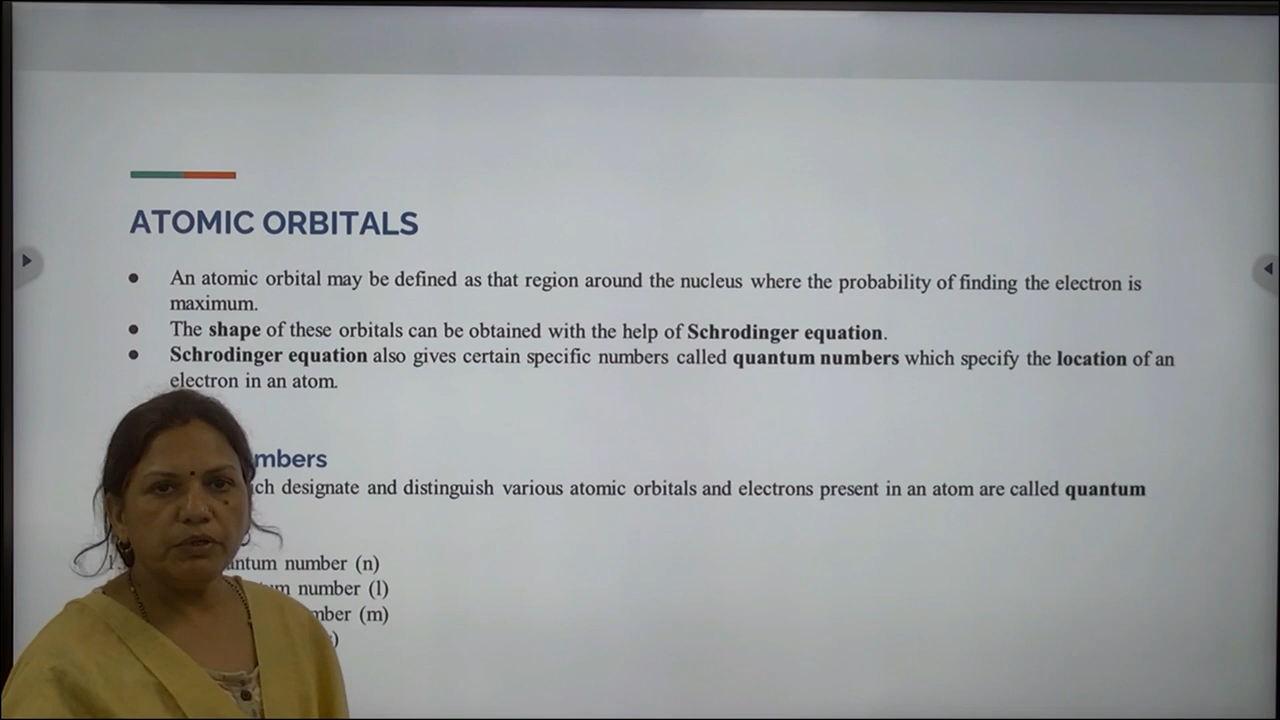 ATOMIC ORBITALS
● An atomic orbital may be defined as that region around the nucleus where the probability of finding the electron is
maximum.
● The shape of these orbitals can be obtained with the help of Schrodinger equation.
● Schrodinger equation also gives certain specific numbers called quantum numbers which specify the location of an
electron in an atom.
mbers
ch designate and distinguish various atomic orbitals and electrons present in an atom are called quantum
antum number (n)
m number (l)
mber (m)
)